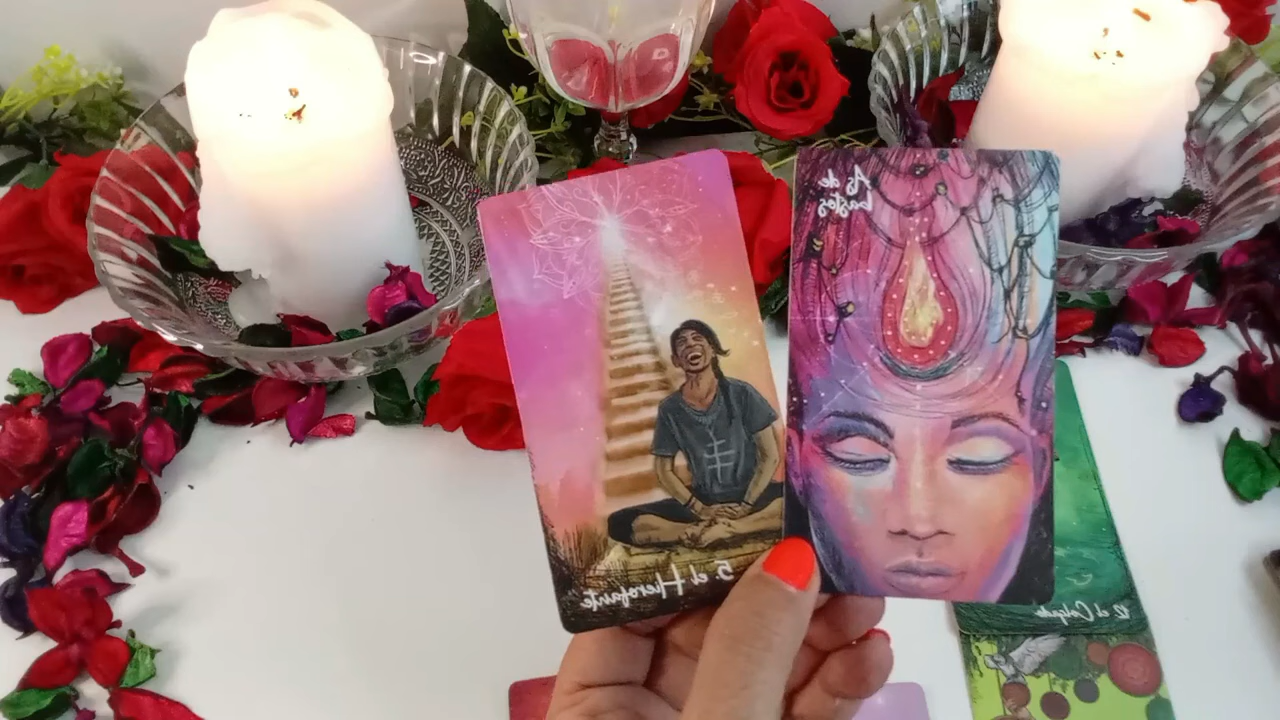 As de
bastos
5. el Hierofante
12. el Colgado